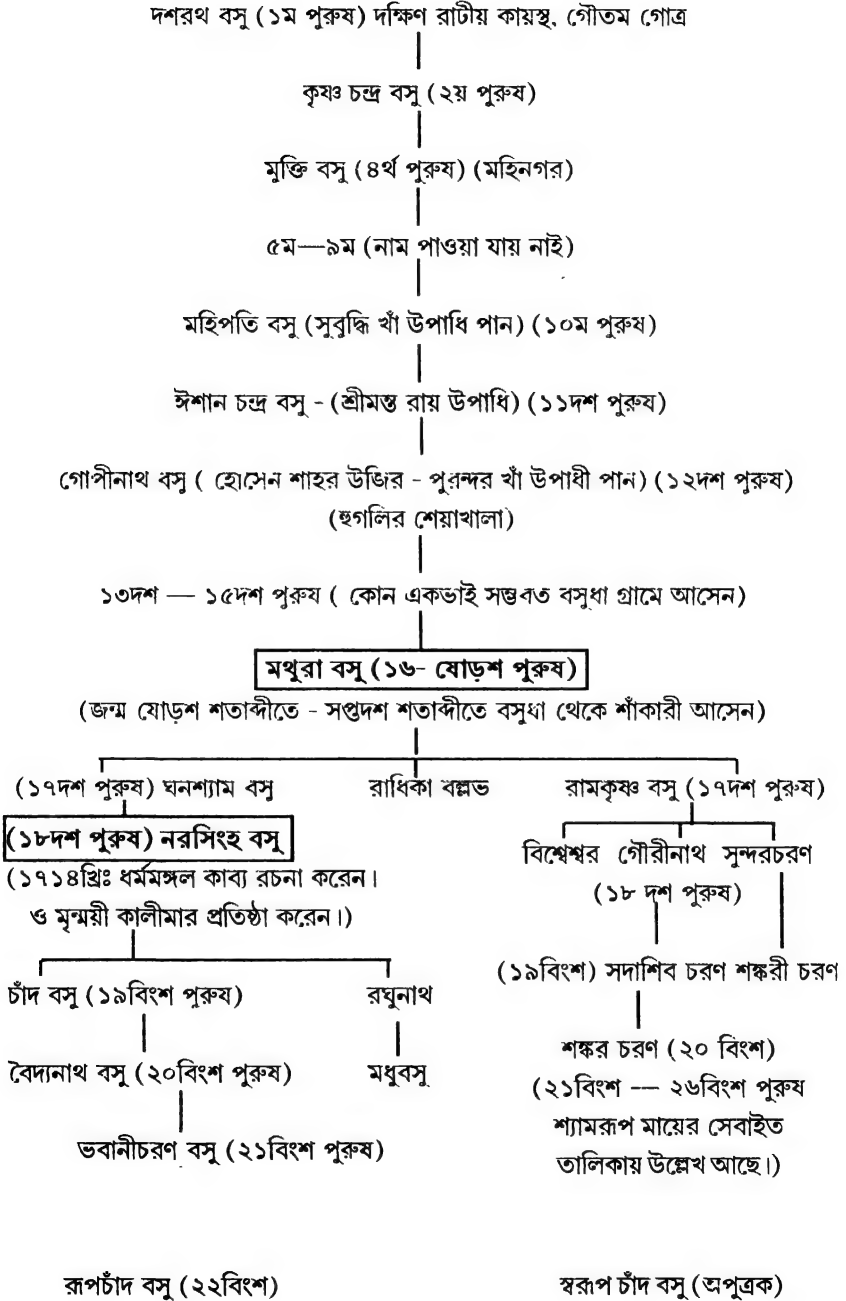 দশরথ বসু (১ম পুরুষ) দক্ষিণ রাঢীয় কায়স্থ, গৌতম গোত্র
কৃষ্ণ চন্দ্র বসু (২য় পুরুষ)
মুক্তি বসু (৪র্থ পুরুষ) (মহিনগর)
৫ম—৯ম (নাম পাওয়া যায় নাই)
মহিপতি বসু (সুবুদ্ধি খাঁ উপাধি পান) (১০ম পুরুষ)
ঈশান চন্দ্র বসু - (শ্রীমন্ত রায় উপাধি) (১১দশ পুরুষ)
গোপীনাথ বসু ( হোসেন শাহর উজির - পুরন্দর খাঁ উপাধী পান) (১২দশ পুরুষ)
(হুগলির শেয়াখালা)
১৩দশ — ১৫দশ পুরুষ ( কোন একভাই সম্ভবত বসুধা গ্রামে আসেন)
মথুরা বসু (১৬- ষোড়শ পুরুষ)
(জন্ম ষোড়শ শতাব্দীতে - সপ্তদশ শতাব্দীতে বসুধা থেকে শাঁকারী আসেন)
(১৭দশ পুরুষ) ঘনশ্যাম বসু রাধিকা বল্লভ রামকৃষ্ণ বসু (১৭দশ পুরুষ)
(১৮দশ পুরুষ) নরসিংহ বসু
বিশ্বেশ্বর গৌরীনাথ সুন্দরচরণ
(১৭১৪খ্রিঃ ধর্মমঙ্গল কাব্য রচনা করেন।
(১৮ দশ পুরুষ)
ও মৃন্ময়ী কালীমার প্রতিষ্ঠা করেন।)
(১৯বিংশ) সদাশিব চরণ শঙ্করী চরণ
চাঁদ বসু (১৯বিংশ পুরুষ) রঘুনাথ
শঙ্কর চরণ (২০ বিংশ)
বৈদ্যনাথ বসু (২০বিংশ পুরুষ) মধুবসু
(২১বিংশ — ২৬বিংশ পুরুষ
শ্যামরূপ মায়ের সেবাইত
ভবানীচরণ বসু (২১বিংশ পুরুষ)
তালিকায় উল্লেখ আছে।)
রূপচাঁদ বসু (২২বিংশ) স্বরূপ চাঁদ বসু (অপুত্রক)